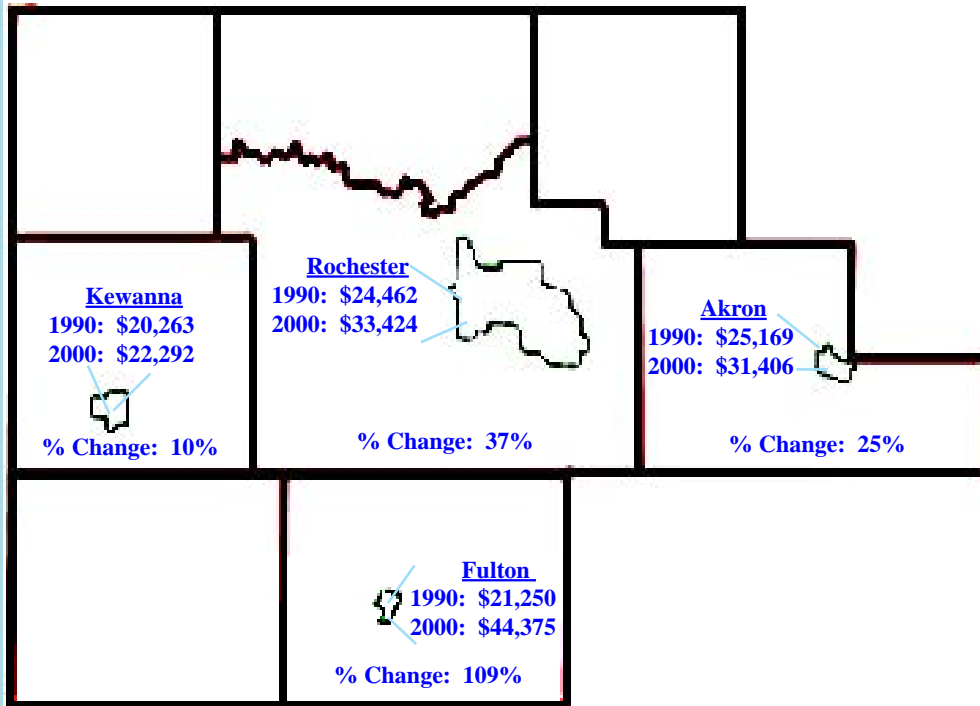 Kewanna
1990: $20,263
2000: $22,292
% Change: 10%
Rochester
1990: $24,462
2000: $33,424
% Change: 37%
Akron
1990: $25,169
2000: $31,406
% Change: 25%
Fulton
1990: $21,250
2000: $44,375
% Change: 109%